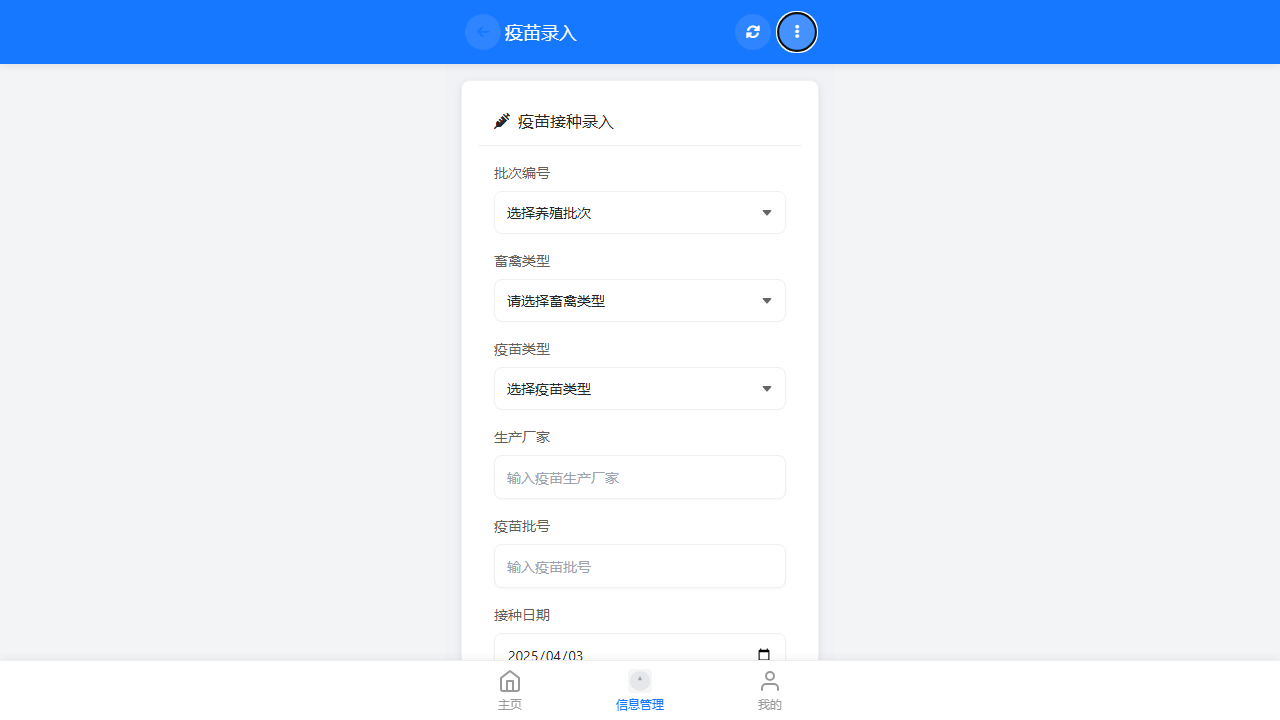 疫苗录入
疫苗接种录入
批次编号
选择养殖批次
畜禽类型
请选择畜禽类型
疫苗类型
选择疫苗类型
生产厂家
输入疫苗生产厂家
疫苗批号
输入疫苗批号
接种日期
2025/04/03
主页
信息管理
我的